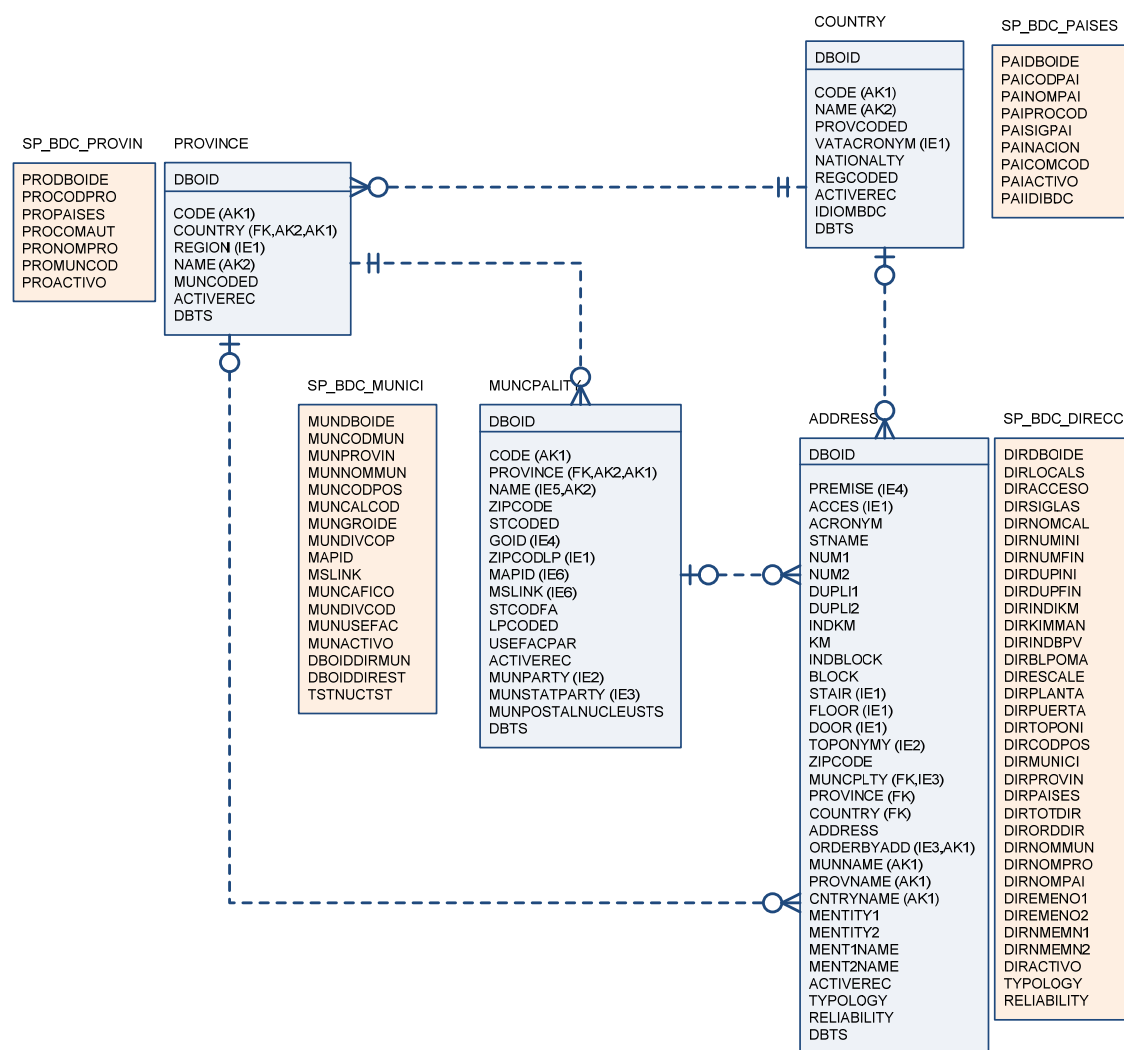 COUNTRY
DBOID
CODE (AK1)
NAME (AK2)
PROVCODED
VATACRONYM (IE1)
NATIONALTY
REGCODED
ACTIVEREC
IDIOMBDC
DBTS
SP_BDC_PAISES
PAIDBOIDE
PAICODPAI
PAINOMPAI
PAIPROCOD
PAISIGPAI
PAINACION
PAICOMCOD
PAIACTIVO
PAIIDIBDC
SP_BDC_PROVIN
PRODBOIDE
PROCODPRO
PROPAISES
PROCOMAUT
PRONOMPRO
PROMUNCOD
PROACTIVO
PROVINCE
DBOID
CODE (AK1)
COUNTRY (FK,AK2,AK1)
REGION (IE1)
NAME (AK2)
MUNCODED
ACTIVEREC
DBTS
SP_BDC_MUNICI
MUNDBOIDE
MUNCODMUN
MUNPROVIN
MUNNOMMUN
MUNCODPOS
MUNCALCOD
MUNGROIDE
MUNDIVCOP
MAPID
MSLINK
MUNCAFICO
MUNDIVCOD
MUNUSEFAC
MUNACTIVO
DBOIDDIRMUN
DBOIDDIREST
TSTNUCTST
MUNCPALITY
DBOID
CODE (AK1)
PROVINCE (FK,AK2,AK1)
NAME (IE5,AK2)
ZIPCODE
STCODED
GOID (IE4)
ZIPCODLP (IE1)
MAPID (IE6)
MSLINK (IE6)
STCODFA
LPCODED
USEFACPAR
ACTIVEREC
MUNPARTY (IE2)
MUNSTATPARTY (IE3)
MUNPOSTALNUCLEUSTS
DBTS
ADDRESS
DBOID
PREMISE (IE4)
ACCES (IE1)
ACRONYM
STNAME
NUM1
NUM2
DUPLI1
DUPLI2
INDKM
KM
INDBLOCK
BLOCK
STAIR (IE1)
FLOOR (IE1)
DOOR (IE1)
TOPONYMY (IE2)
ZIPCODE
MUNCPLTY (FK,IE3)
PROVINCE (FK)
COUNTRY (FK)
ADDRESS
ORDERBYADD (IE3,AK1)
MUNNAME (AK1)
PROVNAME (AK1)
CNTRYNAME (AK1)
MENTITY1
MENTITY2
MENT1NAME
MENT2NAME
ACTIVEREC
TYPOLOGY
RELIABILITY
DBTS
SP_BDC_DIRECC
DIRDBOIDE
DIRLOCALS
DIRACCESO
DIRSIGLAS
DIRNOMCAL
DIRNUMINI
DIRNUMFIN
DIRDUPINI
DIRDUPFIN
DIRINDIKM
DIRKIMMAN
DIRINDBPV
DIRBLPOMA
DIRESCALE
DIRPLANTA
DIRPUERTA
DIRTOPONI
DIRCODPOS
DIRMUNICI
DIRPROVIN
DIRPAISES
DIRTOTDIR
DIRORDDIR
DIRNOMMUN
DIRNOMPRO
DIRNOMPAI
DIREMENO1
DIREMENO2
DIRNMEMN1
DIRNMEMN2
DIRACTIVO
TYPOLOGY
RELIABILITY